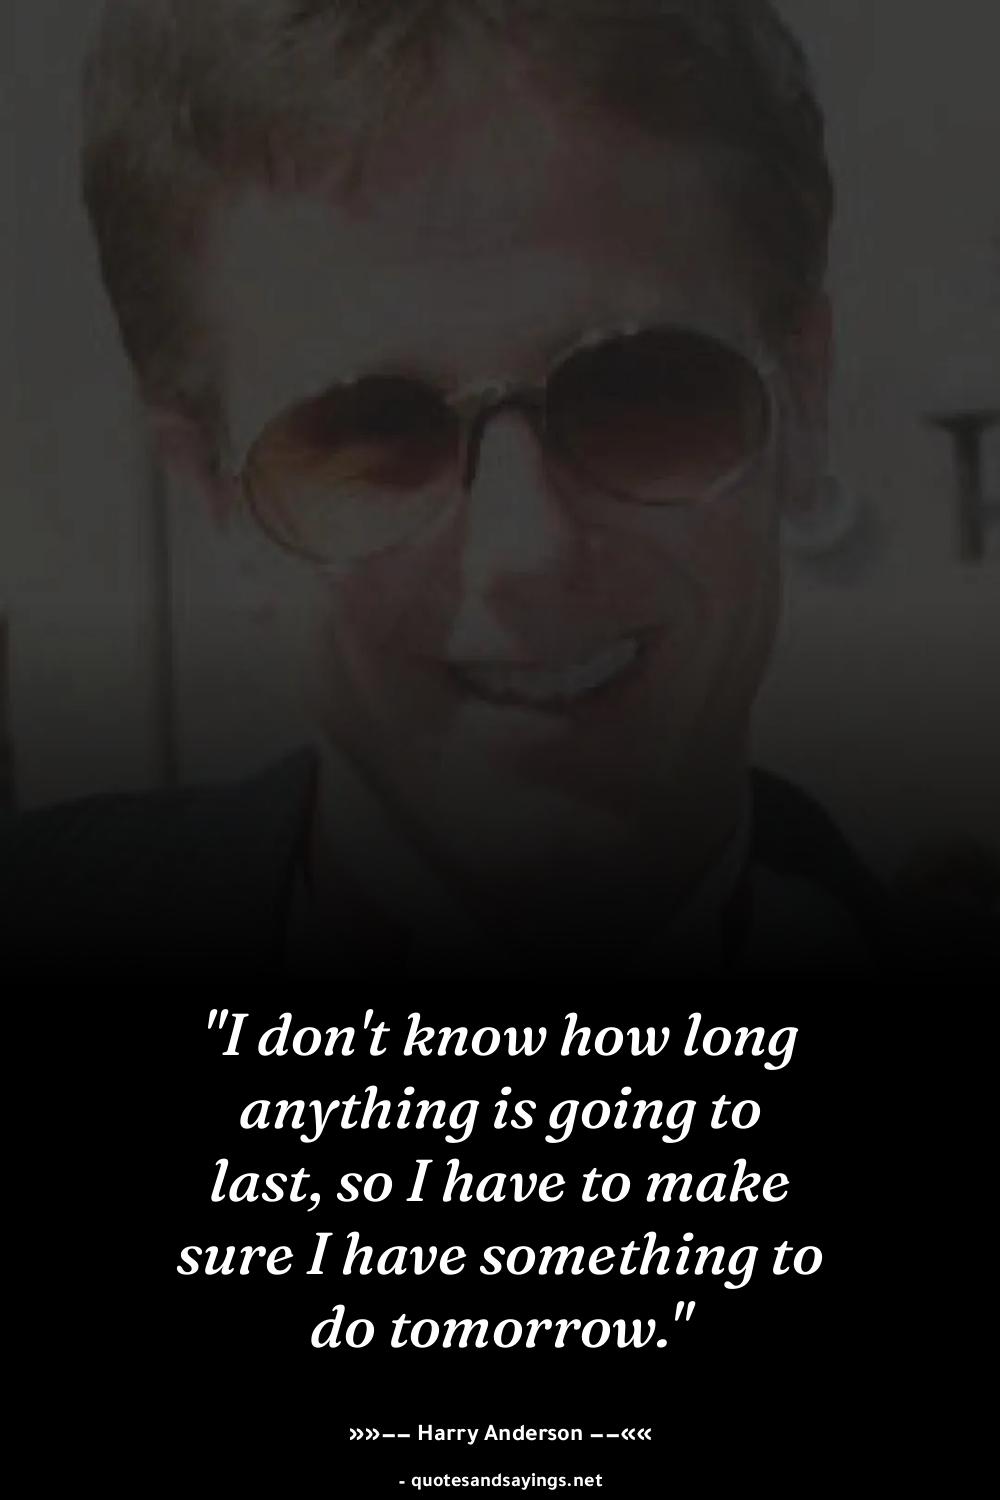 "I don't know how long
anything is going to
last, so I have to make
sure I have something to
do tomorrow."
»»−− Harry Anderson −−««
- quotesandsayings.net